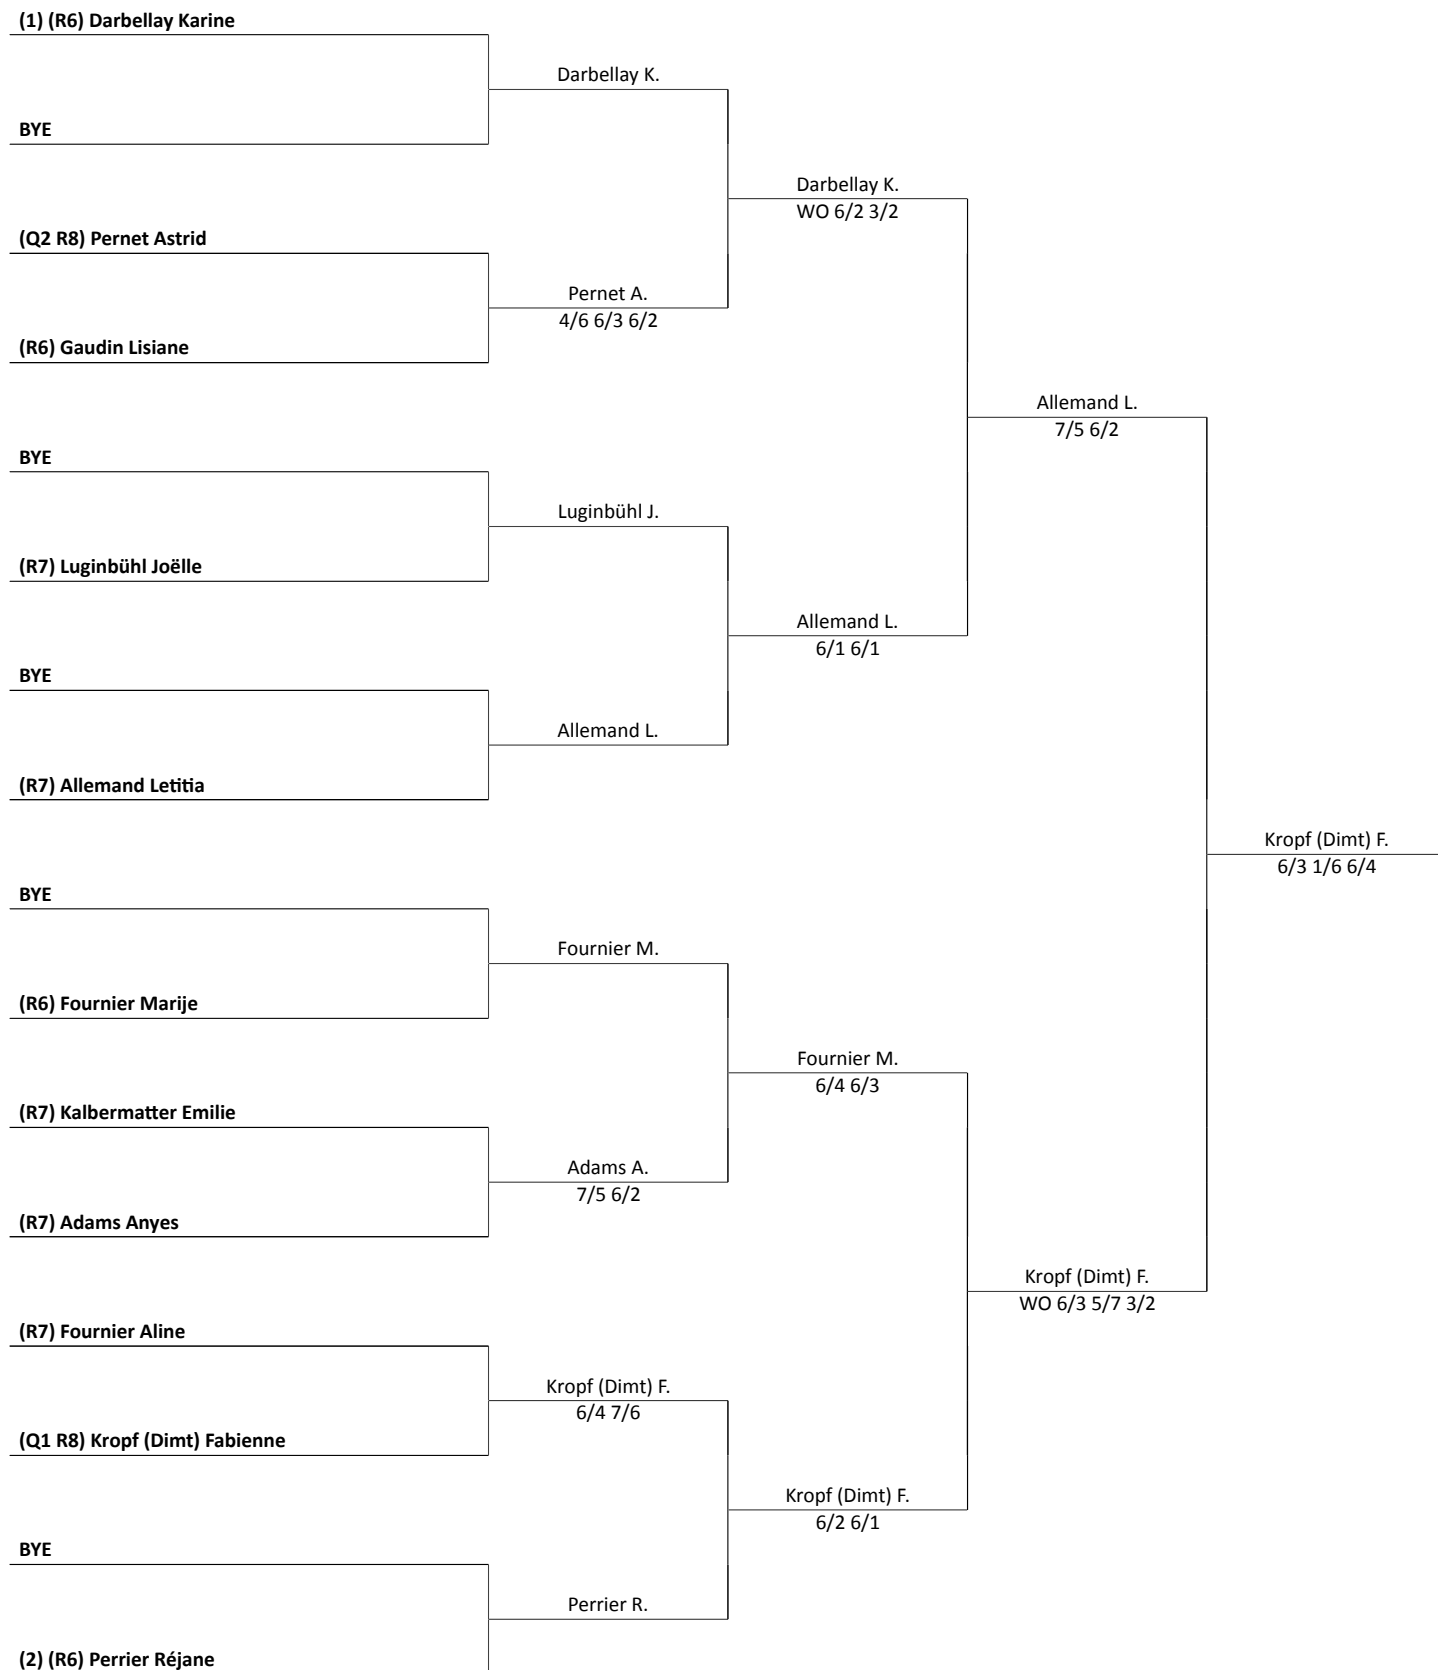 (1) (R6) Darbellay Karine
Darbellay K.
BYE
Darbellay K.
WO 6/2 3/2
(Q2 R8) Pernet Astrid
Pernet A.
4/6 6/3 6/2
(R6) Gaudin Lisiane
Allemand L.
7/5 6/2
BYE
Luginbühl J.
(R7) Luginbühl Joëlle
Allemand L.
6/1 6/1
BYE
Allemand L.
(R7) Allemand Letitia
Kropf (Dimt) F.
6/3 1/6 6/4
BYE
Fournier M.
(R6) Fournier Marije
Fournier M.
6/4 6/3
(R7) Kalbermatter Emilie
Adams A.
7/5 6/2
(R7) Adams Anyes
Kropf (Dimt) F.
WO 6/3 5/7 3/2
(R7) Fournier Aline
Kropf (Dimt) F.
6/4 7/6
(Q1 R8) Kropf (Dimt) Fabienne
Kropf (Dimt) F.
6/2 6/1
BYE
Perrier R.
(2) (R6) Perrier Réjane